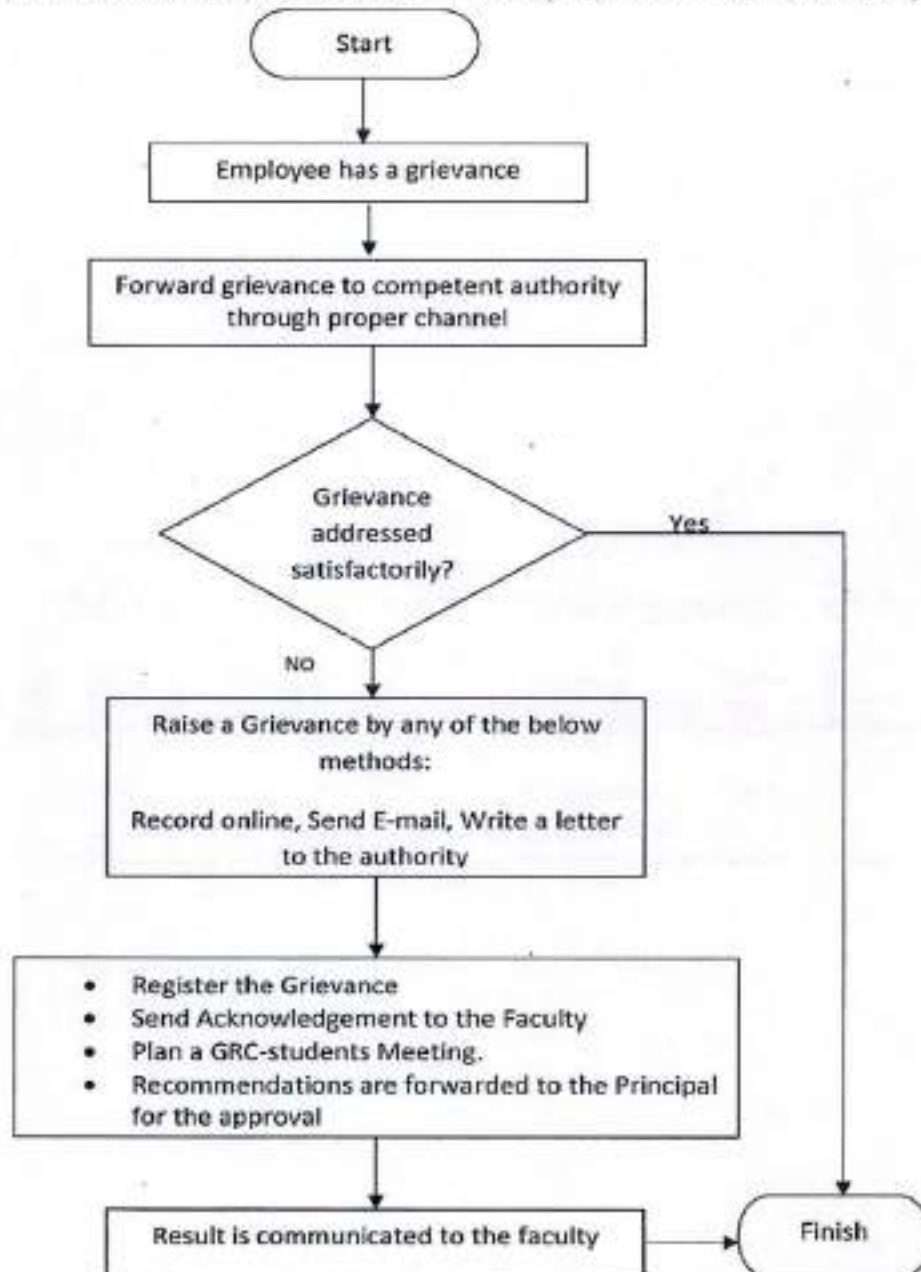 Start
Employee has a grievance
Forward grievance to competent authority
through proper channel
Grievance
addressed
satisfactorily?
Yes
NO
Raise a Grievance by any of the below
methods:
Record online, Send E-mail, Write a letter
to the authority
• Register the Grievance
• Send Acknowledgement to the Faculty
• Plan a GRC-students Meeting.
• Recommendations are forwarded to the Principal
for the approval
Result is communicated to the faculty
Finish